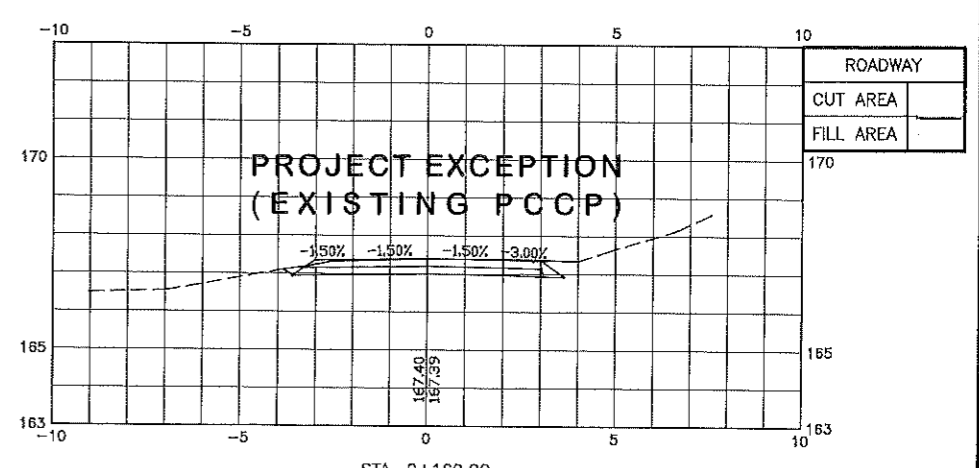 -10 -5 0 5 10
ROADWAY
CUT AREA
FILL AREA
170 170
PROJECT EXCEPTION
(EXISTING PCCP)
-1.50% -1.50% -1.50% -3.00%
165 165
167.40
167.39
163 163
-10 -5 0 5 10